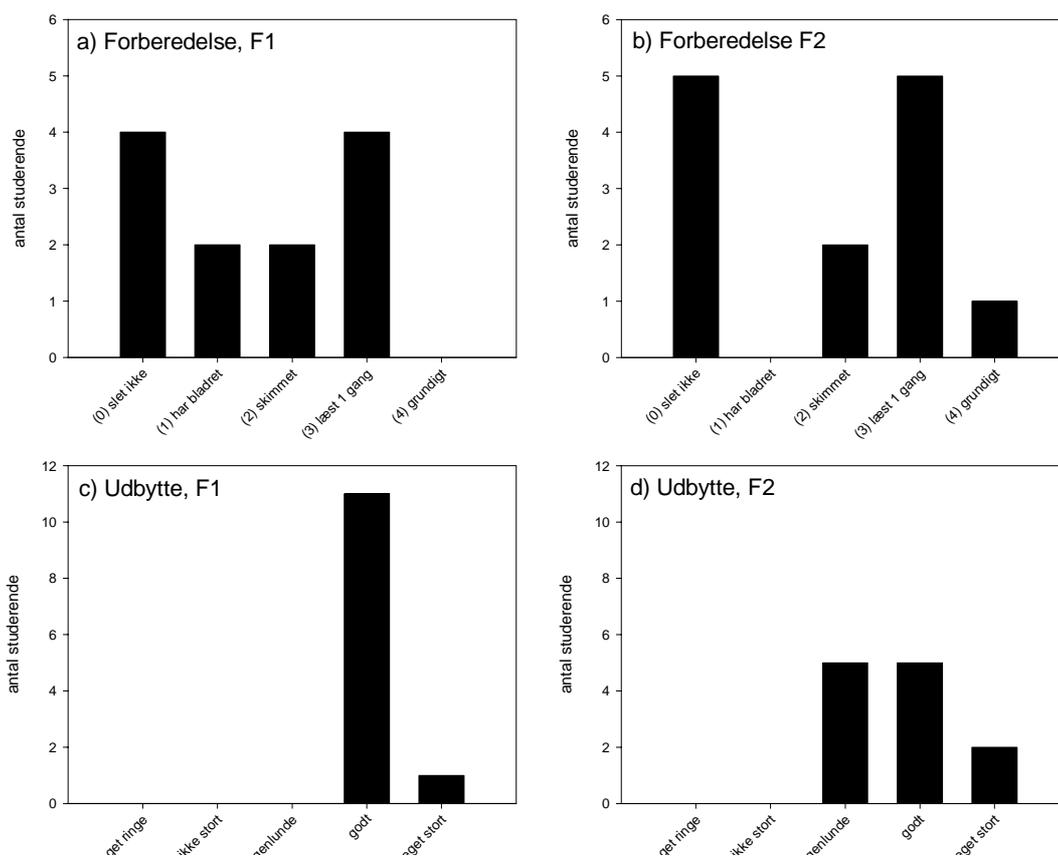 a) Forberedelse, F1
antal studerende
6
5
4
3
2
1
0
(0) slet ikke
(1) har bladret
(2) skimmet
(3) læst 1 gang
(4) grundigt
b) Forberedelse F2
antal studerende
6
5
4
3
2
1
0
(0) slet ikke
(1) har bladret
(2) skimmet
(3) læst 1 gang
(4) grundigt
c) Udbytte, F1
antal studerende
12
10
8
6
4
2
0
ringe
ikke stort
godt
stort
d) Udbytte, F2
antal studerende
12
10
8
6
4
2
0
ringe
ikke stort
godt
stort